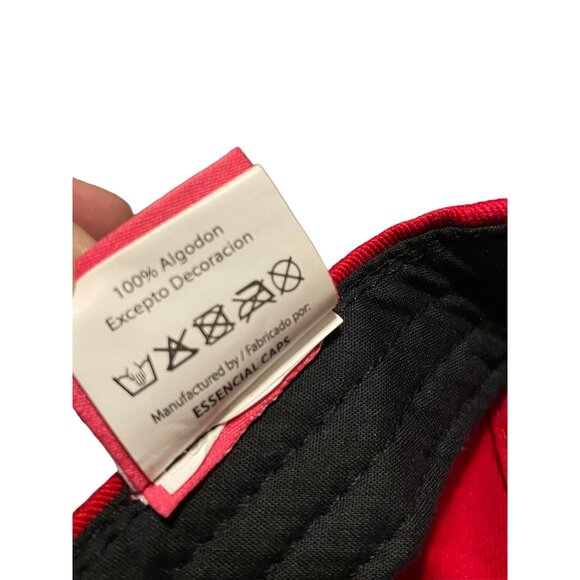 100% Algodon
Excepto Decoracion
Manufactured by / Fabricado por:
ESSENCIAL CAPS